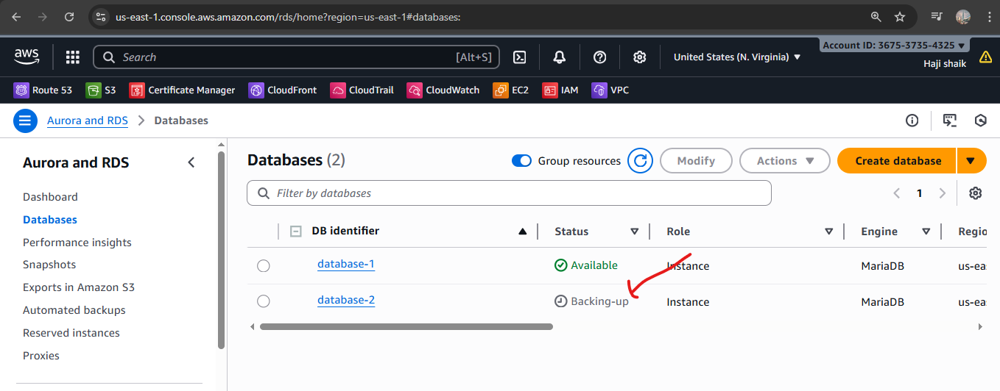 us-east-1.console.aws.amazon.com/rds/home?region=us-east-1#databases:
aws
Search
[Alt+S]
United States (N. Virginia)
Account ID: 3675-3735-4325
Haji shaik
Route 53
S3
Certificate Manager
CloudFront
CloudTrail
CloudWatch
EC2
IAM
VPC
Aurora and RDS
Databases
Aurora and RDS
Dashboard
Databases
Performance insights
Snapshots
Exports in Amazon S3
Automated backups
Reserved instances
Proxies
Databases (2)
Group resources
Modify
Actions
Create database
Filter by databases
1
DB identifier Status Role Engine Regio
database-1 Available Instance MariaDB us-ea
database-2 Backing-up Instance MariaDB us-ea